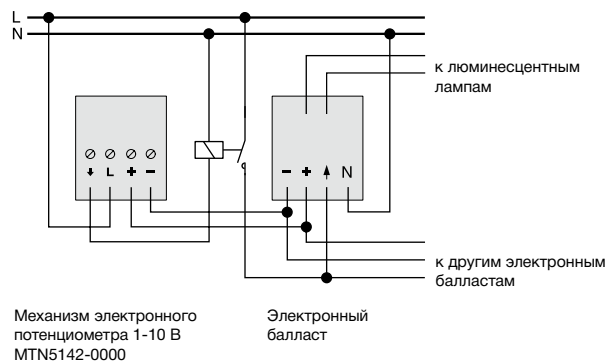 L
N
к люминесцентным
лампам
L + −
− + N
к другим электронным
балластам
Механизм электронного
потенциометра 1-10 В
MTN5142-0000
Электронный
балласт